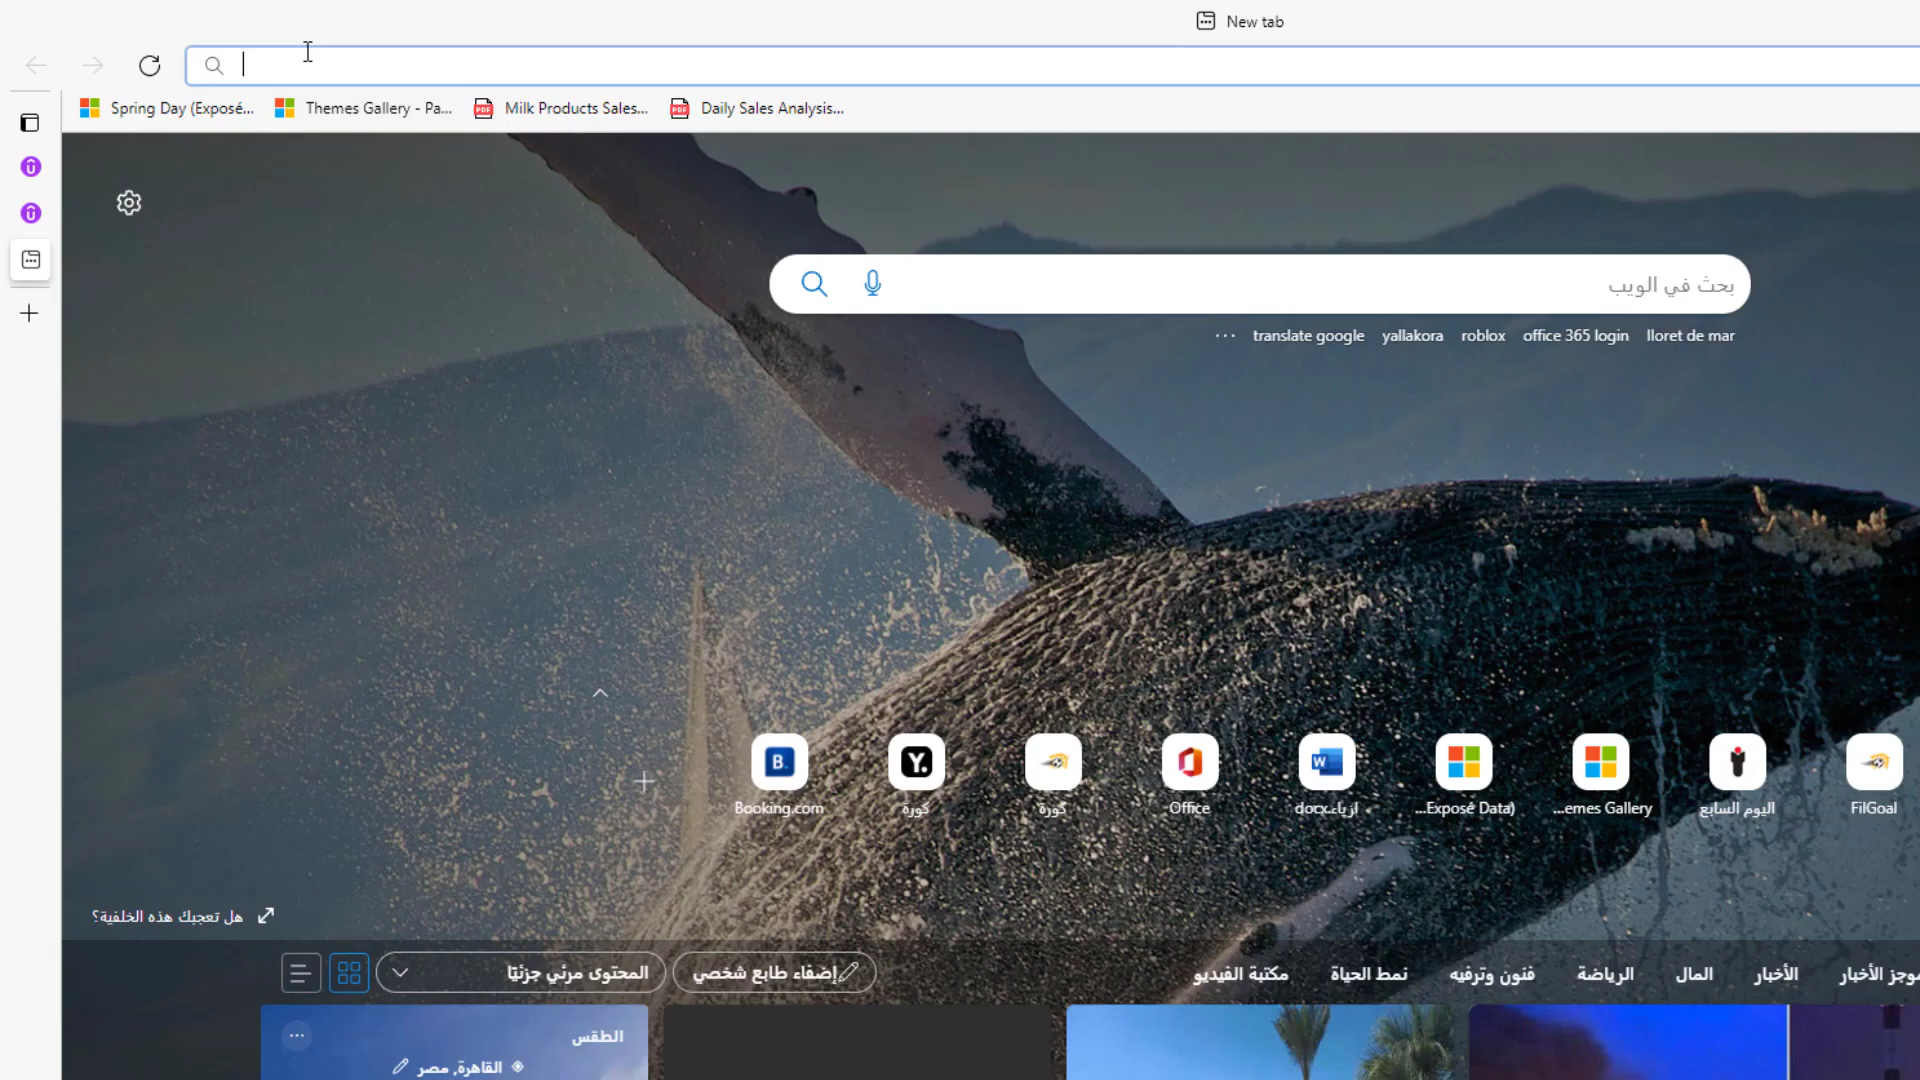 New tab
Spring Day (Exposé...
Themes Gallery - Pa...
Milk Products Sales...
Daily Sales Analysis...
بحث في الويب
lloret de mar
office 365 login
roblox
yallakora
translate google
Booking.com
كورة
كورة
Office
ازياء.docx
...Exposé Data)
...emes Gallery
اليوم السابع
FilGoal
هل تعجبك هذه الخلفية؟
موجز الأخبار
الأخبار
المال
الرياضة
فنون وترفيه
نمط الحياة
مكتبة الفيديو
إضفاء طابع شخصي
المحتوى مرئي جزئيًا
الطقس
القاهرة, مصر